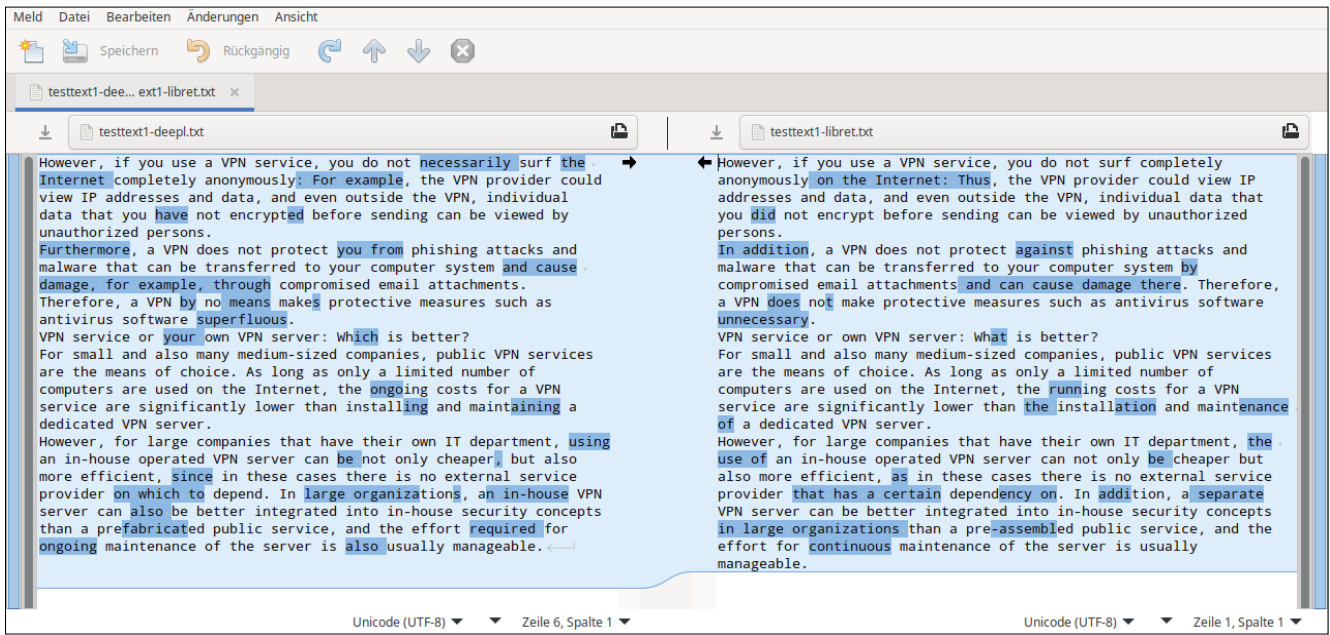 Meld Datei Bearbeiten Änderungen Ansicht
Speichern Rückgängig
testtext1-dee... ext1-libret.txt
testtext1-deepl.txt
However, if you use a VPN service, you do not necessarily surf the
Internet completely anonymously: For example, the VPN provider could
view IP addresses and data, and even outside the VPN, individual
data that you have not encrypted before sending can be viewed by
unauthorized persons.
Furthermore, a VPN does not protect you from phishing attacks and
malware that can be transferred to your computer system and cause
damage, for example, through compromised email attachments.
Therefore, a VPN by no means makes protective measures such as
antivirus software superfluous.
VPN service or your own VPN server: Which is better?
For small and also many medium-sized companies, public VPN services
are the means of choice. As long as only a limited number of
computers are used on the Internet, the ongoing costs for a VPN
service are significantly lower than installing and maintaining a
dedicated VPN server.
However, for large companies that have their own IT department, using
an in-house operated VPN server can be not only cheaper, but also
more efficient, since in these cases there is no external service
provider on which to depend. In large organizations, an in-house VPN
server can also be better integrated into in-house security concepts
than a prefabricated public service, and the effort required for
ongoing maintenance of the server is also usually manageable.
Unicode (UTF-8) Zeile 6, Spalte 1
testtext1-libret.txt
However, if you use a VPN service, you do not surf completely
anonymously on the Internet: Thus, the VPN provider could view IP
addresses and data, and even outside the VPN, individual data that
you did not encrypt before sending can be viewed by unauthorized
persons.
In addition, a VPN does not protect against phishing attacks and
malware that can be transferred to your computer system by
compromised email attachments and can cause damage there. Therefore,
a VPN does not make protective measures such as antivirus software
unnecessary.
VPN service or own VPN server: What is better?
For small and also many medium-sized companies, public VPN services
are the means of choice. As long as only a limited number of
computers are used on the Internet, the running costs for a VPN
service are significantly lower than the installation and maintenance
of a dedicated VPN server.
However, for large companies that have their own IT department, the
use of an in-house operated VPN server can not only be cheaper but
also more efficient, as in these cases there is no external service
provider that has a certain dependency on. In addition, a separate
VPN server can be better integrated into in-house security concepts
in large organizations than a pre-assembled public service, and the
effort for continuous maintenance of the server is usually
manageable.
Unicode (UTF-8) Zeile 1, Spalte 1